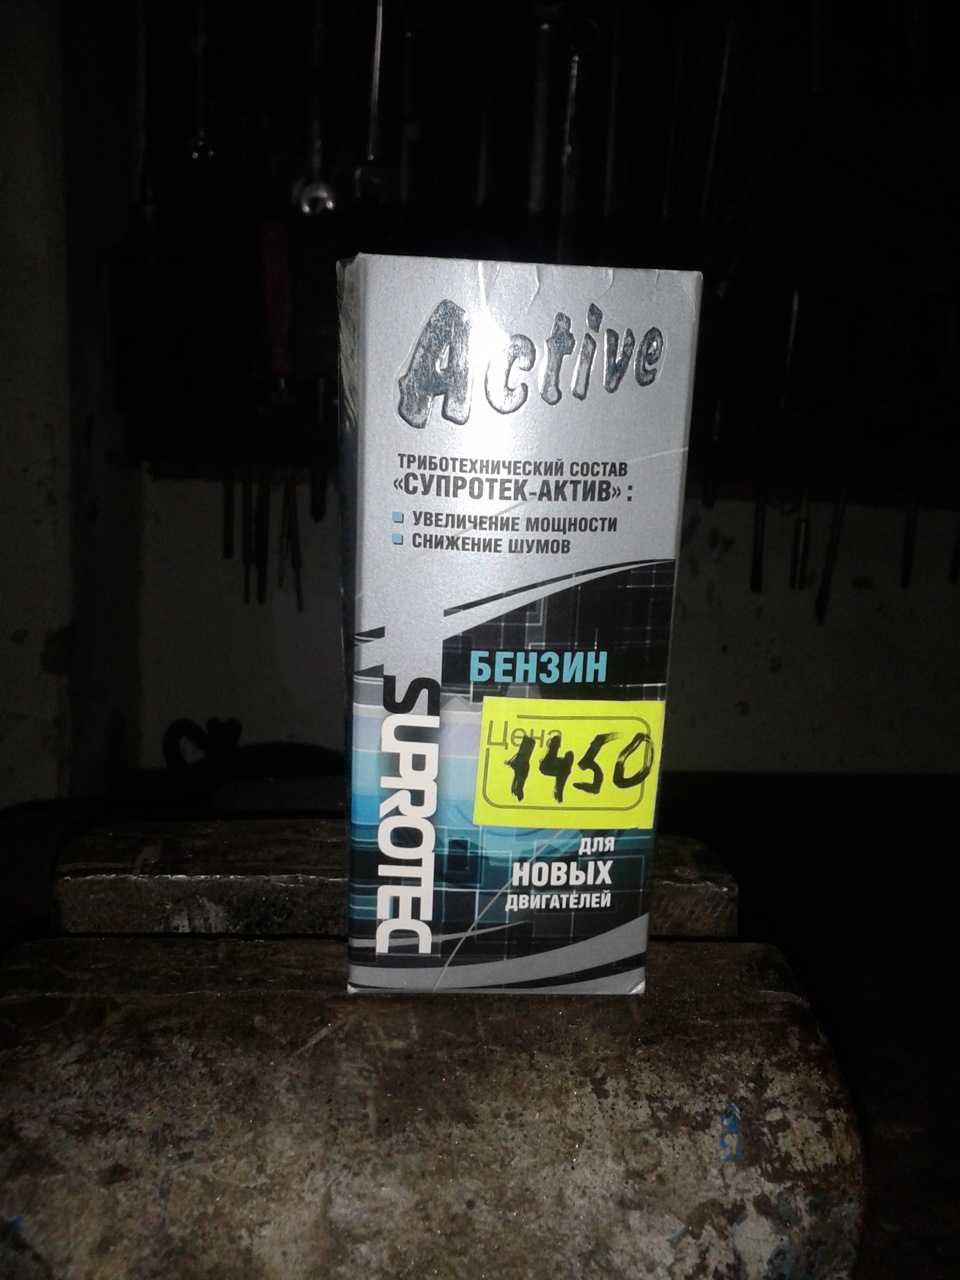 Active
ТРИБОТЕХНИЧЕСКИЙ СОСТАВ
«СУПРОТЕК-АКТИВ»:
УВЕЛИЧЕНИЕ МОЩНОСТИ
СНИЖЕНИЕ ШУМОВ
БЕНЗИН
SUPROTEC
Цена
1450
ДЛЯ
НОВЫХ
ДВИГАТЕЛЕЙ